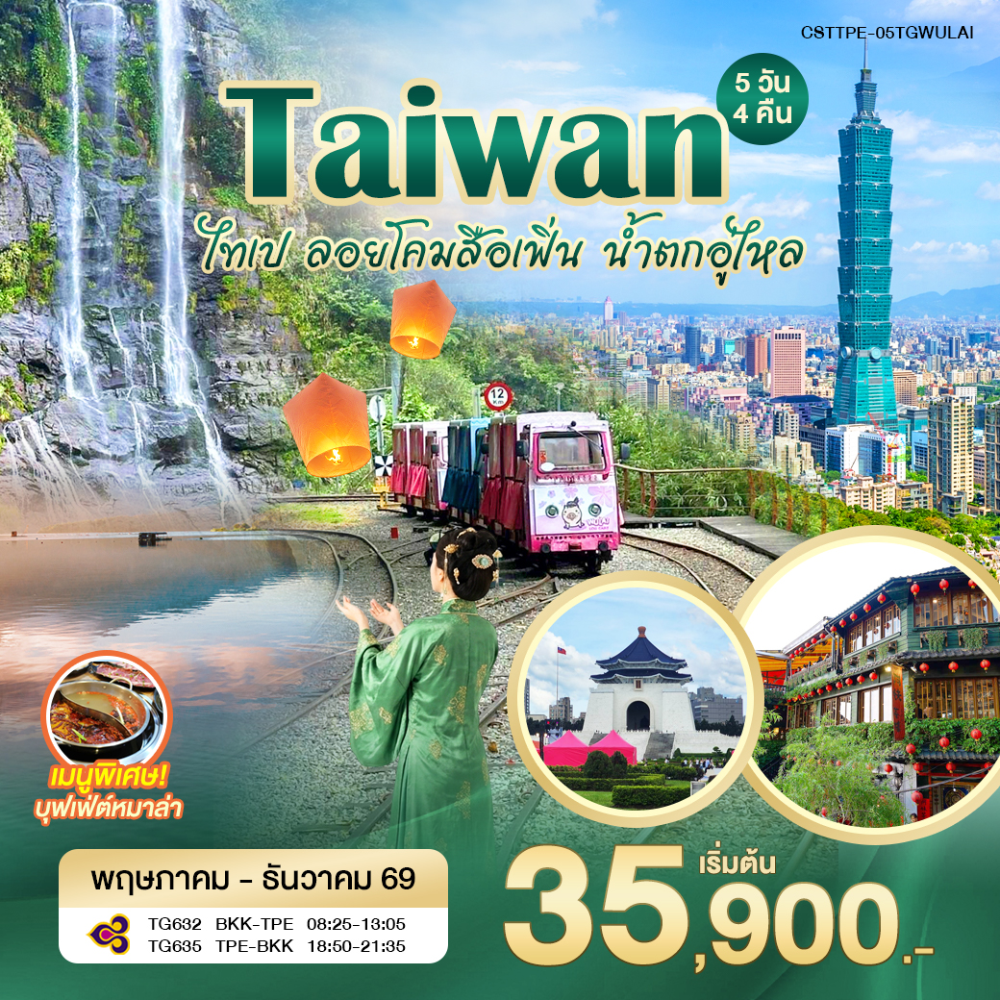 CSTTPE-05TGWULAI
5 วัน
4 คืน
Taiwan
ไทเป ลอยโคมสือเฟิ่น น้ำตกอู่ไหล
12
Km
WULAI
เมนูพิเศษ!
บุฟเฟ่ต์หมาล่า
พฤษภาคม - ธันวาคม 69
TG632 BKK-TPE 08:25-13:05
TG635 TPE-BKK 18:50-21:35
เริ่มต้น
35,900.-